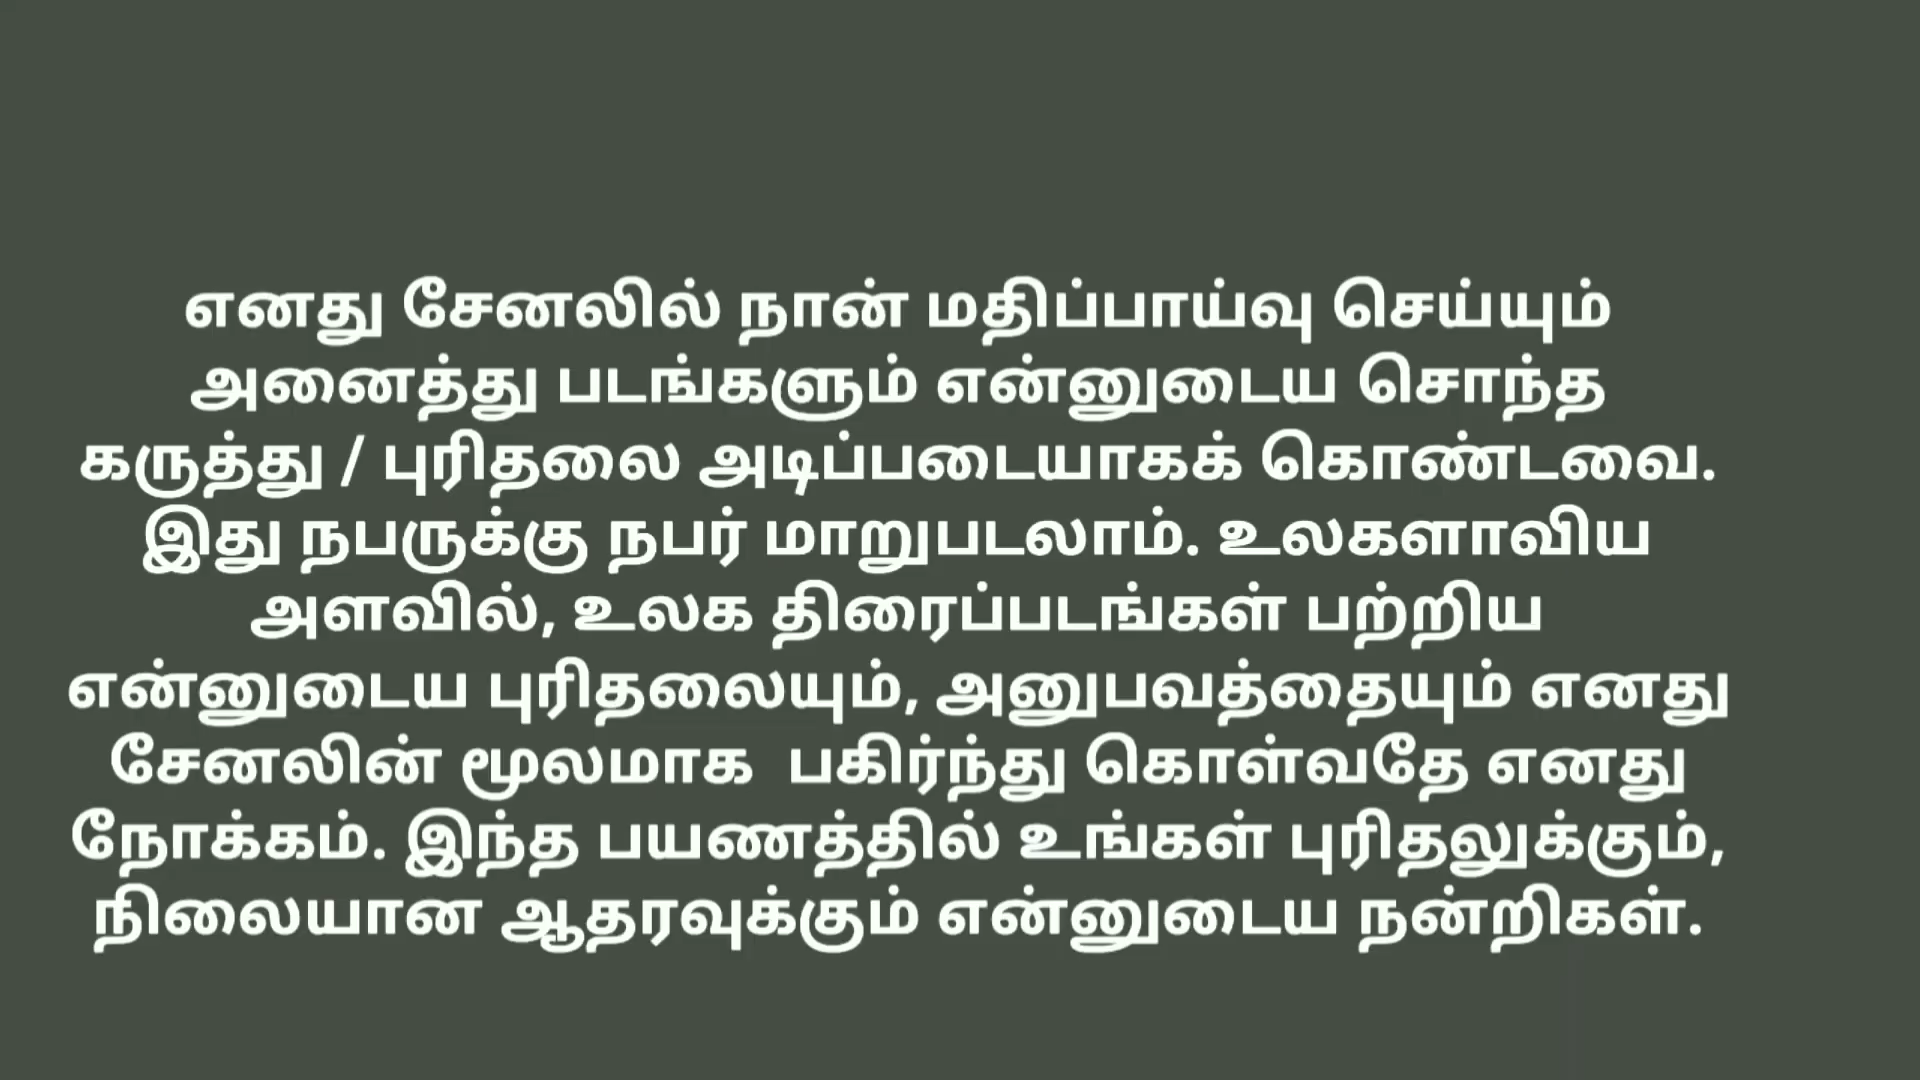 எனது சேனலில் நான் மதிப்பாய்வு செய்யும்
அனைத்து படங்களும் என்னுடைய சொந்த
கருத்து / புரிதலை அடிப்படையாகக் கொண்டவை.
இது நபருக்கு நபர் மாறுபடலாம். உலகளாவிய
அளவில், உலக திரைப்படங்கள் பற்றிய
என்னுடைய புரிதலையும், அனுபவத்தையும் எனது
சேனலின் மூலமாக பகிர்ந்து கொள்வதே எனது
நோக்கம். இந்த பயணத்தில் உங்கள் புரிதலுக்கும்,
நிலையான ஆதரவுக்கும் என்னுடைய நன்றிகள்.